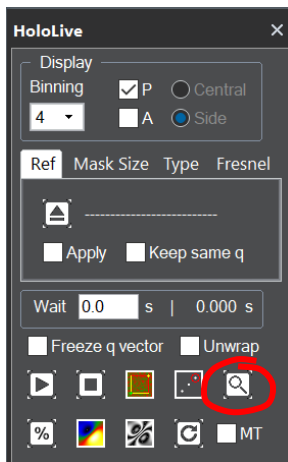 HoloLive ×
Display
Binning P Central
4 A Side
Ref Mask Size Type Fresnel
--------------------------
Apply Keep same q
Wait 0.0 s | 0.000 s
Freeze q vector Unwrap
% % MT